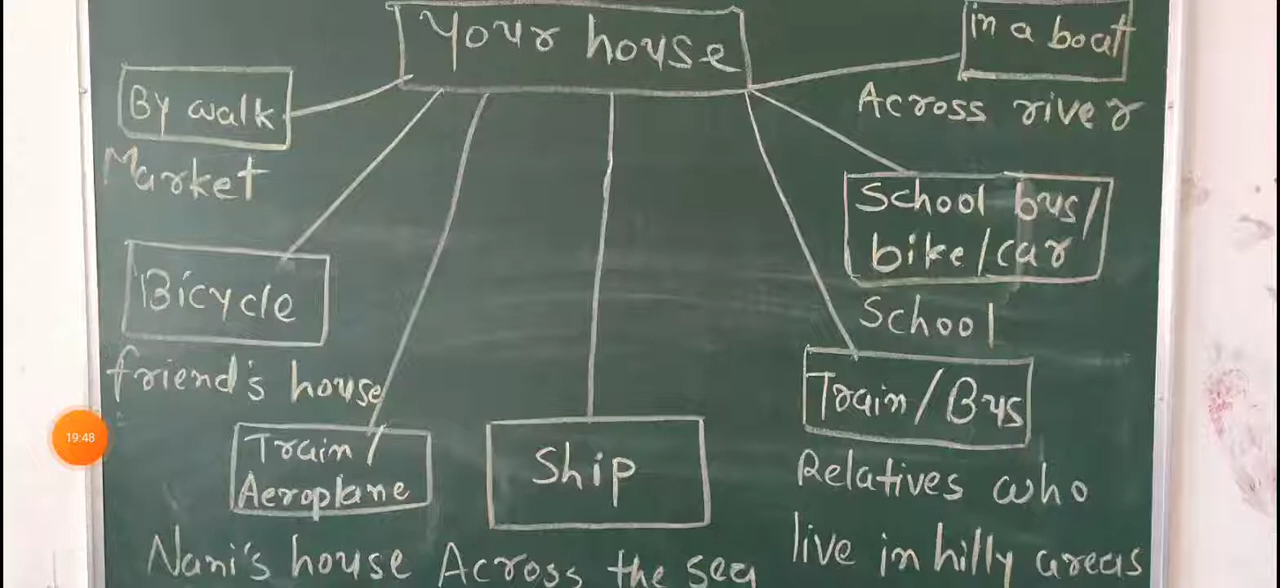 Your house
in a boat
Across river
By walk
Market
School bus/
bike/car
School
Bicycle
friend's house
Train/Bus
Relatives who
live in hilly areas
Train/
Aeroplane
Nani's house
Ship
Across the sea
19:48